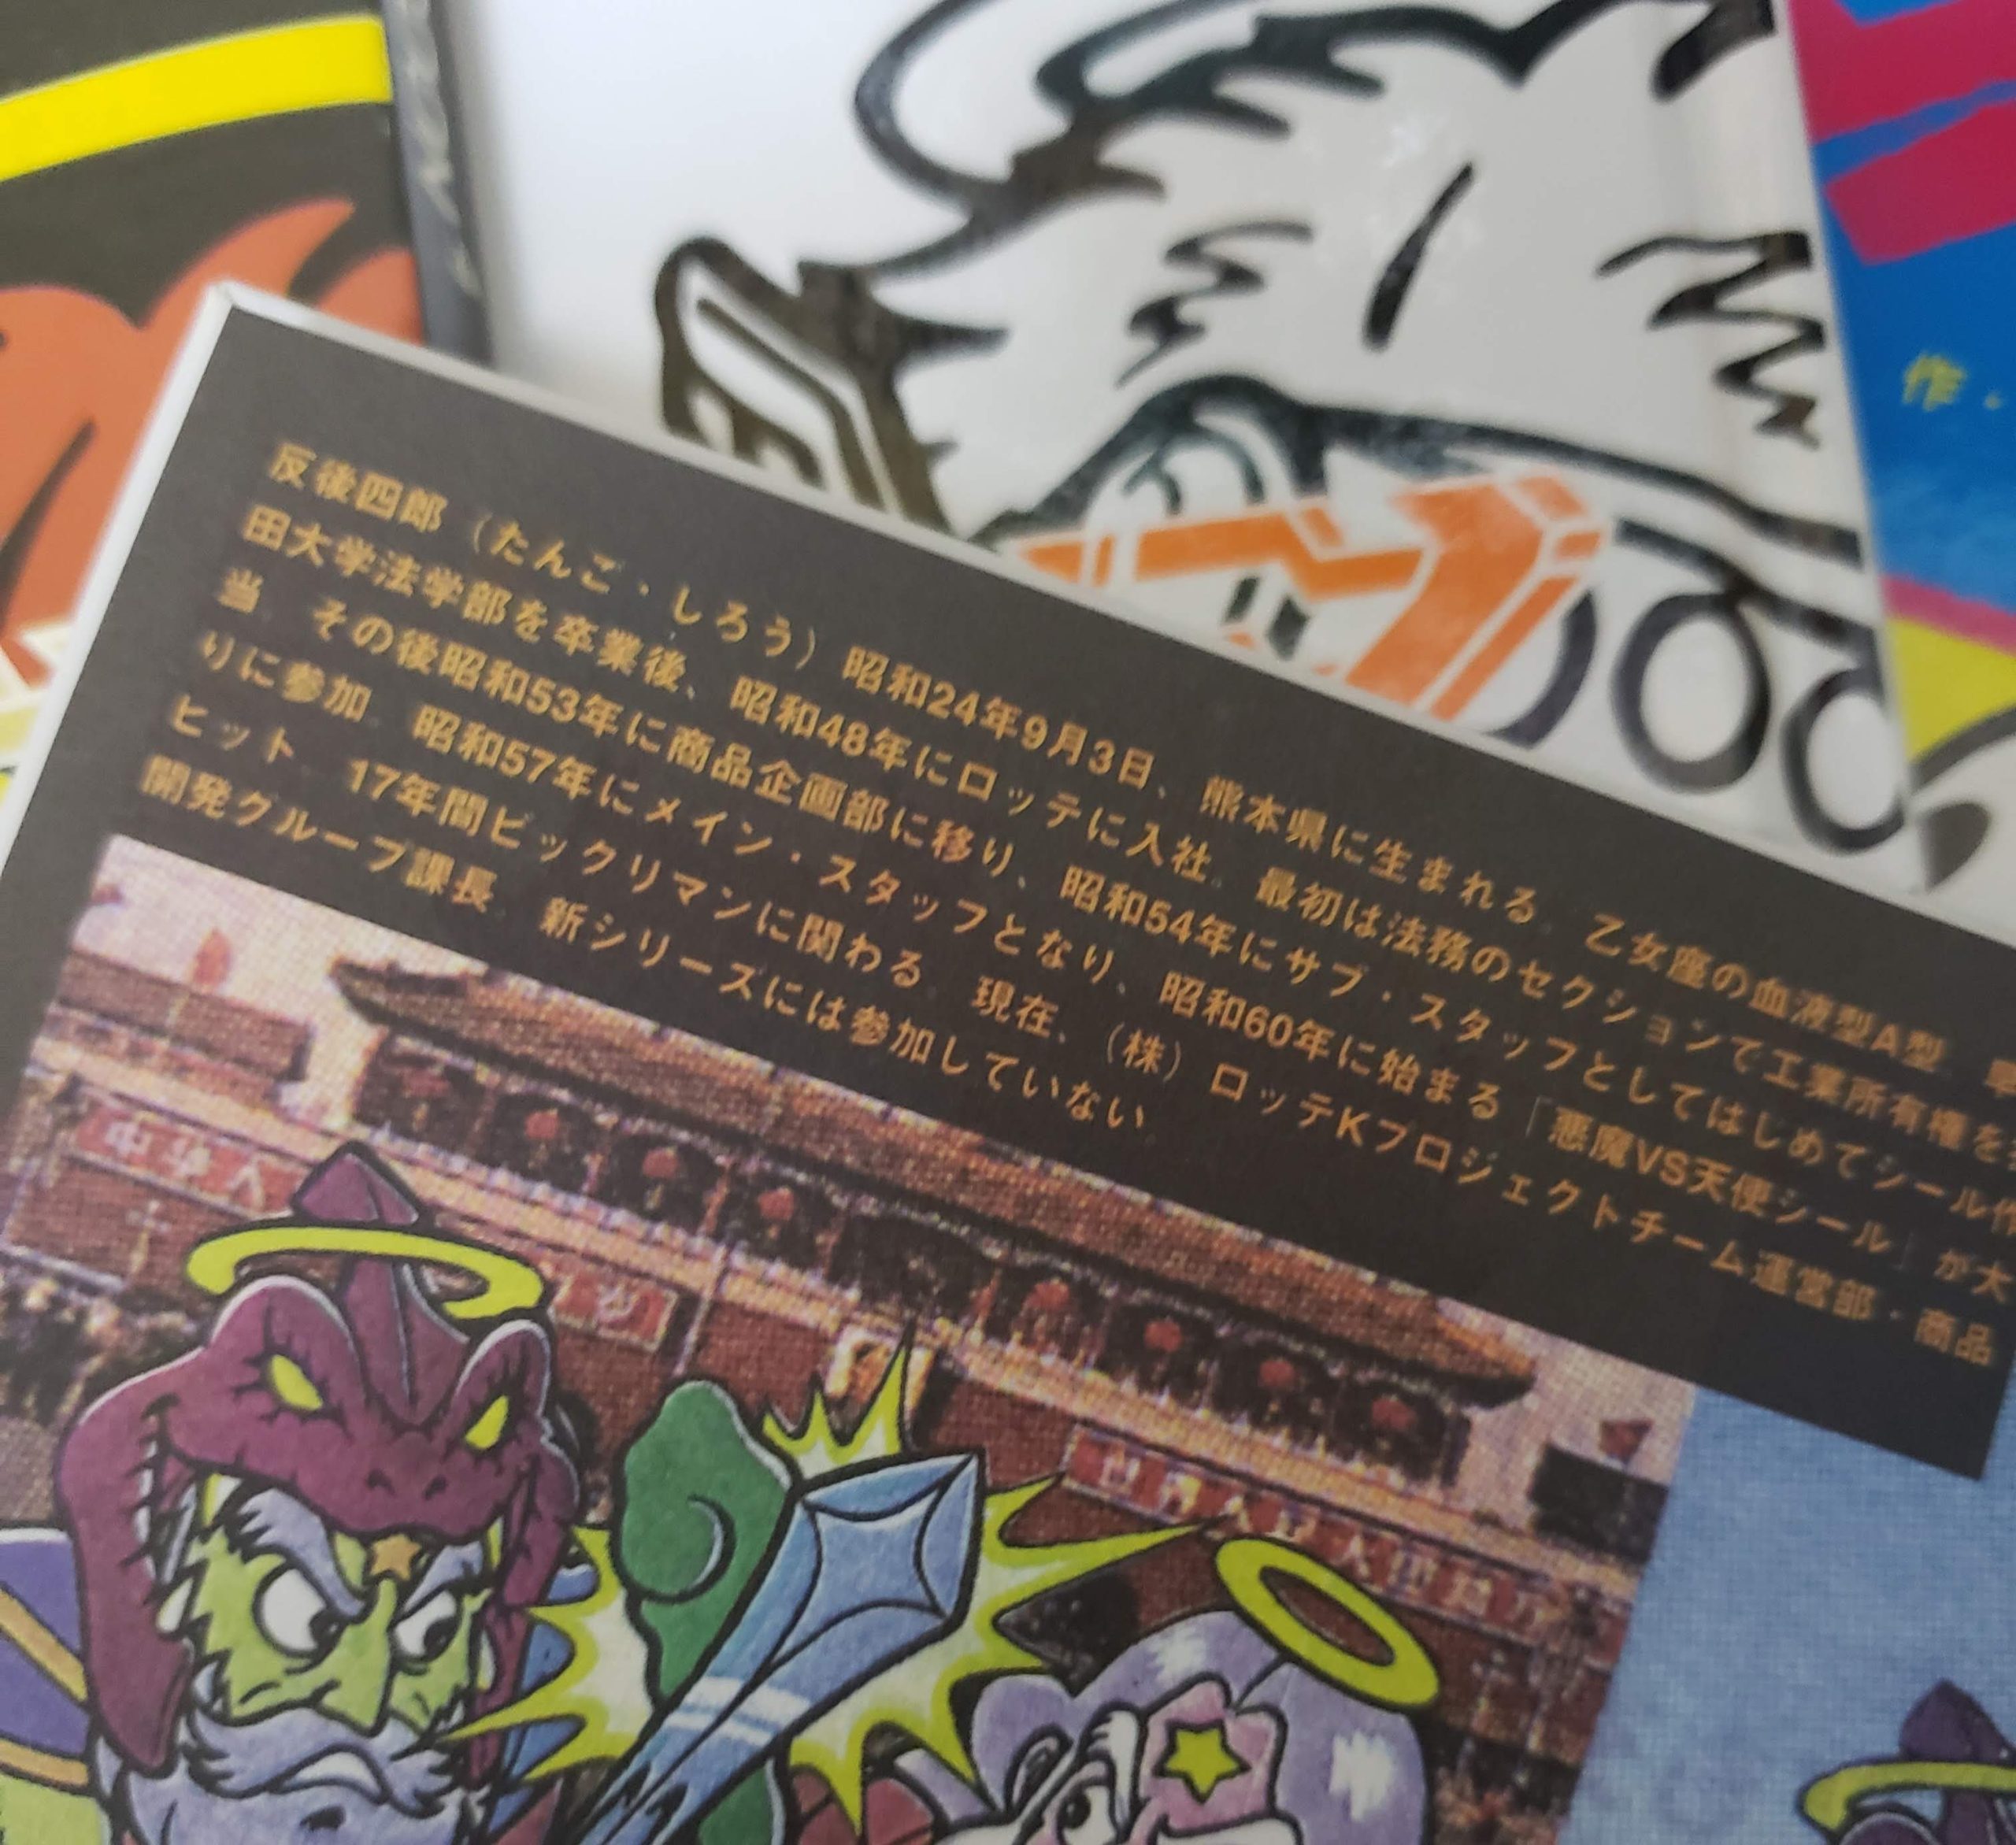 作・
反後四郎（たんご・しろう）昭和24年9月3日、熊本県に生まれる。乙女座の血液型A型。早
田大学法学部を卒業後、昭和48年にロッテに入社。最初は法務のセクションで工業所有権を
当。その後昭和53年に商品企画部に移り、昭和54年にサブ・スタッフとしてはじめてシール作
りに参加。昭和57年にメイン・スタッフとなり、昭和60年に始まる「悪魔VS天使シール」が大
ヒット。17年間ビックリマンに関わる。現在、（株）ロッテKプロジェクトチーム運営部・商品
開発グループ課長。新シリーズには参加していない。